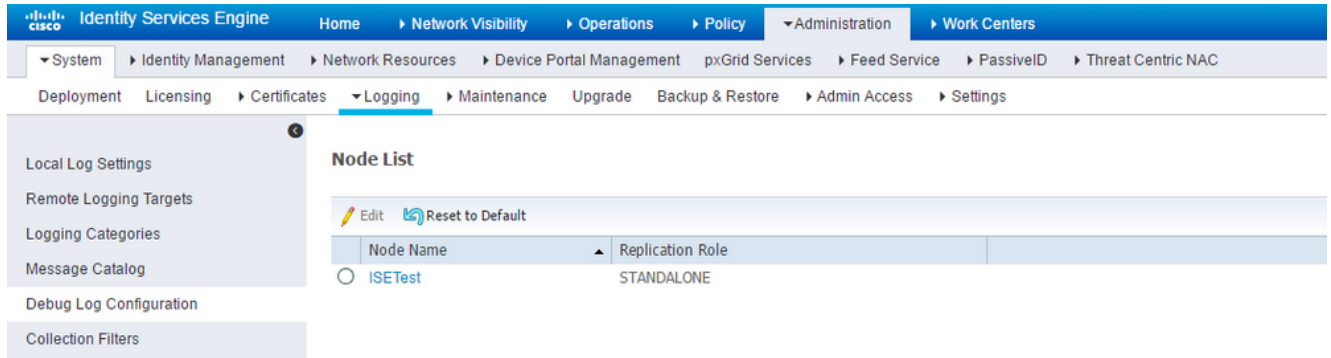 cisco Identity Services Engine Home Network Visibility Operations Policy Administration Work Centers
System Identity Management Network Resources Device Portal Management pxGrid Services Feed Service PassiveID Threat Centric NAC
Deployment Licensing Certificates Logging Maintenance Upgrade Backup & Restore Admin Access Settings
Local Log Settings
Remote Logging Targets
Logging Categories
Message Catalog
Debug Log Configuration
Collection Filters
Node List
Edit Reset to Default
Node Name Replication Role
ISETest STANDALONE